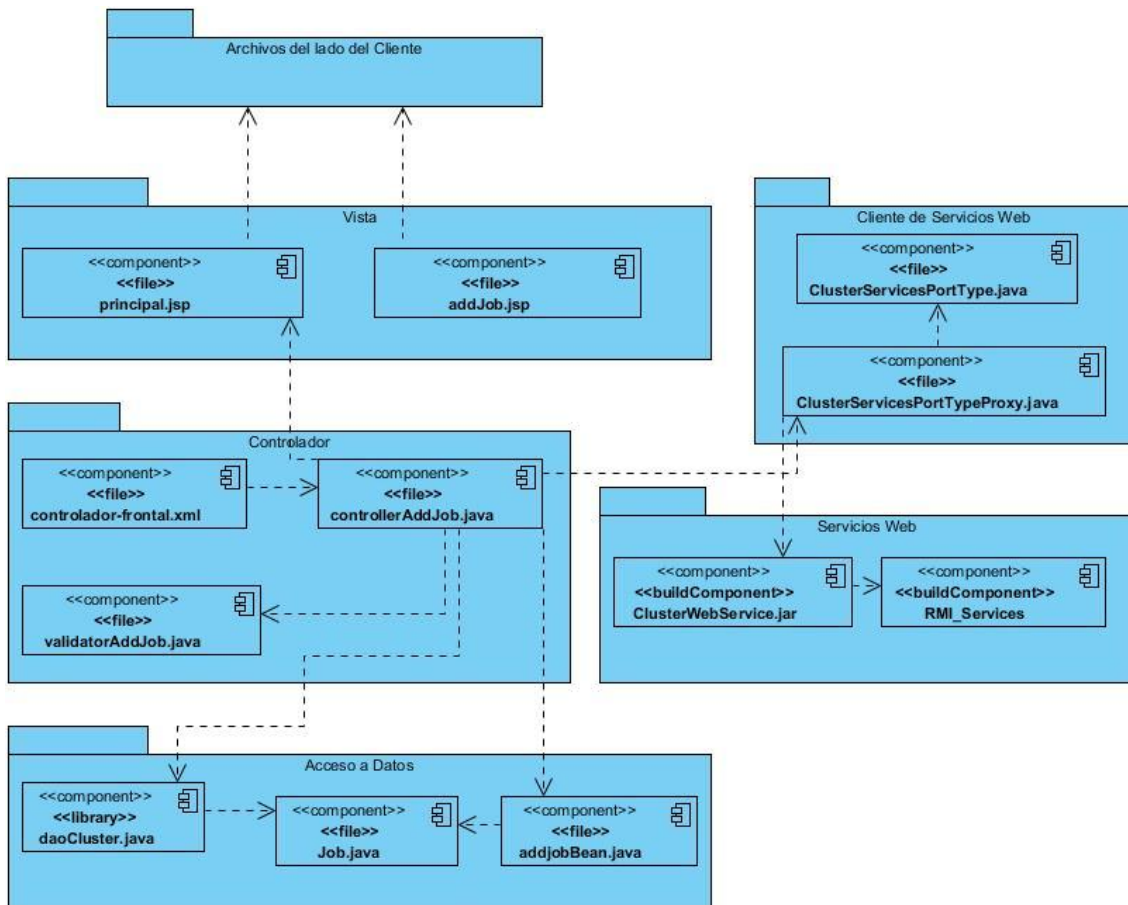 Archivos del lado del Cliente
Vista
<<component>>
<<file>>
principal.jsp
<<component>>
<<file>>
addJob.jsp
Cliente de Servicios Web
<<component>>
<<file>>
ClusterServicesPortType.java
<<component>>
<<file>>
ClusterServicesPortTypeProxy.java
Controlador
<<component>>
<<file>>
controlador-frontal.xml
<<component>>
<<file>>
controllerAddJob.java
<<component>>
<<file>>
validatorAddJob.java
Servicios Web
<<component>>
<<buildComponent>>
ClusterWebService.jar
<<component>>
<<buildComponent>>
RMI_Services
Acceso a Datos
<<component>>
<<library>>
daoCluster.java
<<component>>
<<file>>
Job.java
<<component>>
<<file>>
addjobBean.java